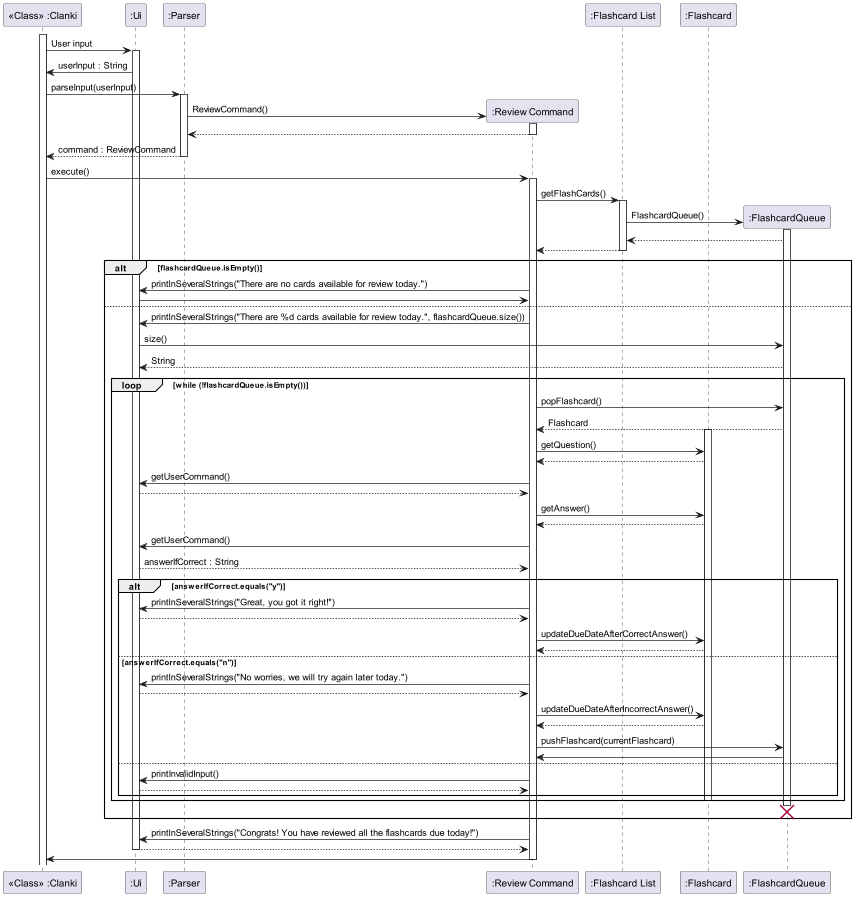 «Class» :Clanki
:Ui
:Parser
:Flashcard List
:Flashcard
User input
userInput : String
parseInput(userInput)
ReviewCommand()
:Review Command
command : ReviewCommand
execute()
getFlashCards()
FlashcardQueue()
:FlashcardQueue
alt
[flashcardQueue.isEmpty()]
printlnSeveralStrings("There are no cards available for review today.")
printlnSeveralStrings("There are %d cards available for review today.", flashcardQueue.size())
size()
String
loop
[while (!flashcardQueue.isEmpty())]
popFlashcard()
Flashcard
getQuestion()
getUserCommand()
getAnswer()
getUserCommand()
answerIfCorrect : String
alt
[answerIfCorrect.equals("y")]
printlnSeveralStrings("Great, you got it right!")
updateDueDateAfterCorrectAnswer()
[answerIfCorrect.equals("n")]
printlnSeveralStrings("No worries, we will try again later today.")
updateDueDateAfterIncorrectAnswer()
pushFlashcard(currentFlashcard)
printInvalidInput()
printlnSeveralStrings("Congrats! You have reviewed all the flashcards due today!")
«Class» :Clanki
:Ui
:Parser
:Review Command
:Flashcard List
:Flashcard
:FlashcardQueue